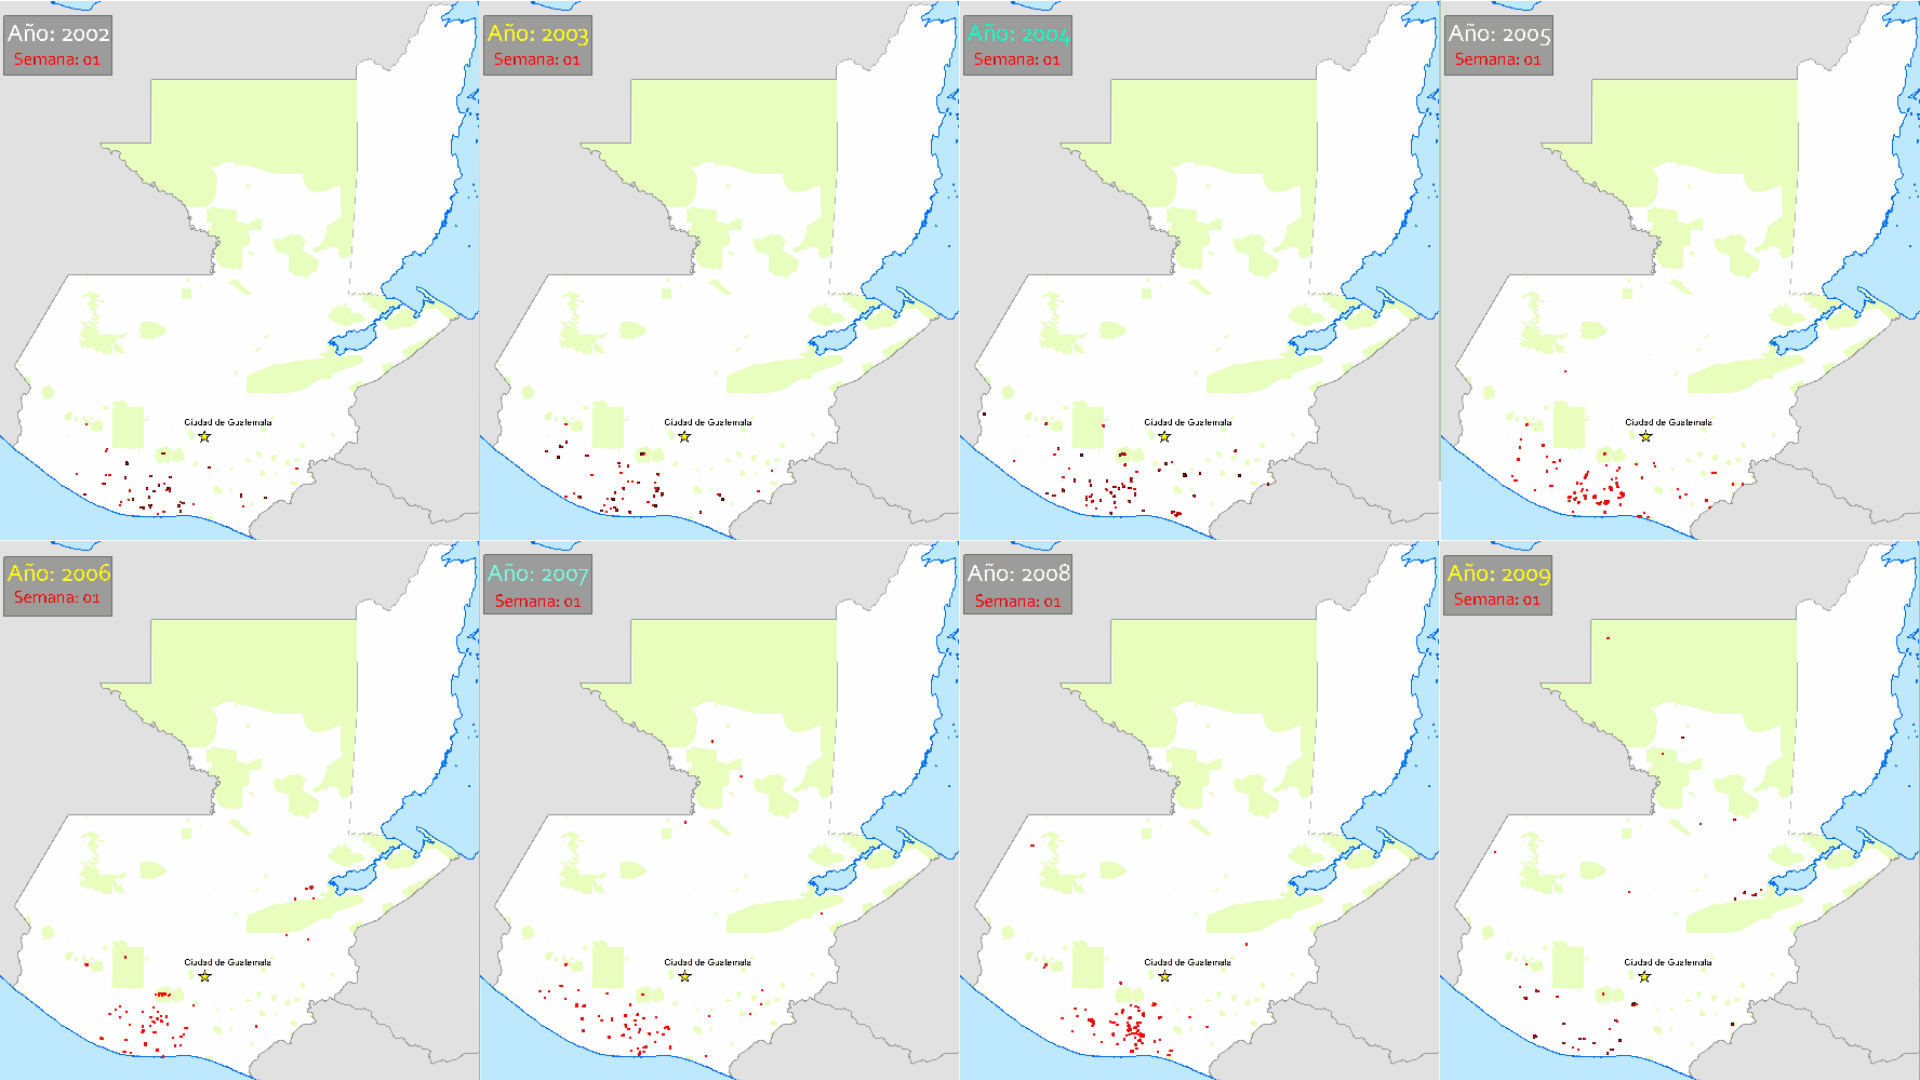 Año: 2002
Semana: 01
Ciudad de Guatemala
Año: 2003
Semana: 01
Ciudad de Guatemala
Año: 2004
Semana: 01
Ciudad de Guatemala
Año: 2005
Semana: 01
Ciudad de Guatemala
Año: 2006
Semana: 01
Ciudad de Guatemala
Año: 2007
Semana: 01
Ciudad de Guatemala
Año: 2008
Semana: 01
Ciudad de Guatemala
Año: 2009
Semana: 01
Ciudad de Guatemala